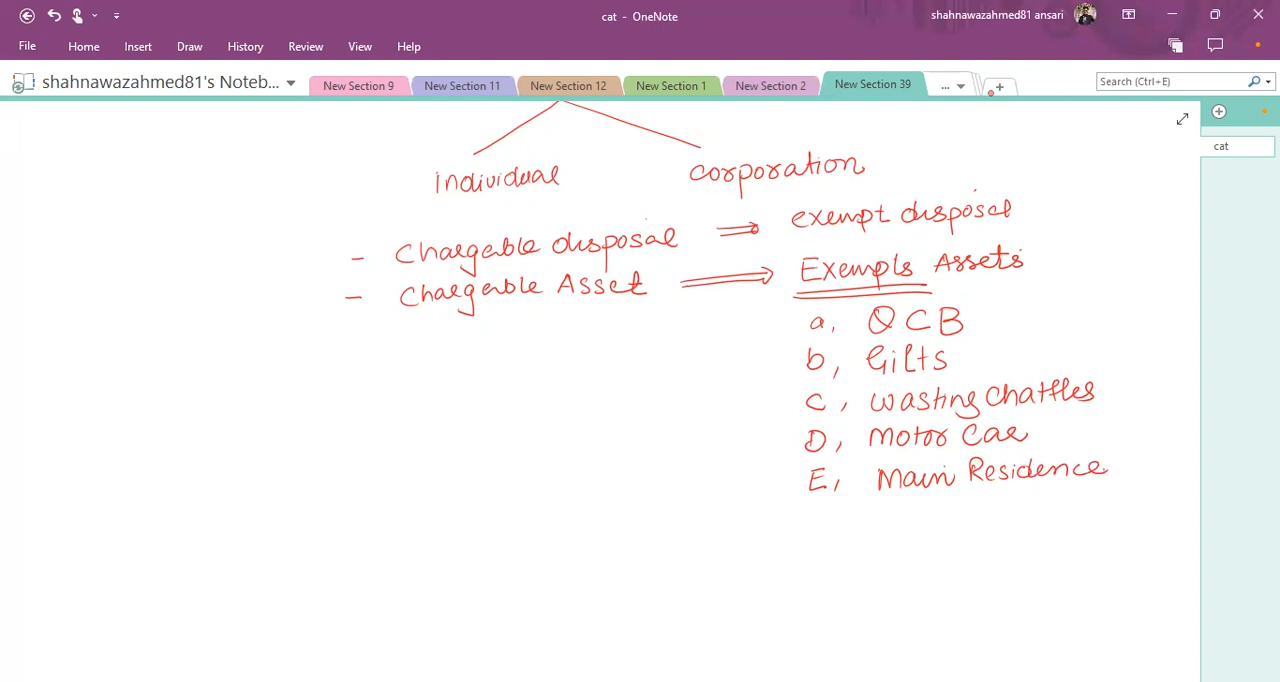 cat - OneNote
shahnawazahmed81 ansari
File Home Insert Draw History Review View Help
shahnawazahmed81's Noteb... New Section 9 New Section 11 New Section 12 New Section 1 New Section 2 New Section 39 ... + Search (Ctrl+E)
cat
Individual corporation
- Chargeable disposal ⇒ exempt disposal
- Chargerble Asset ⇒ Exempls Assets
a, QCB
b, Gilts
C, Wasting Chattles
D, Motor Car
E, Main Residence